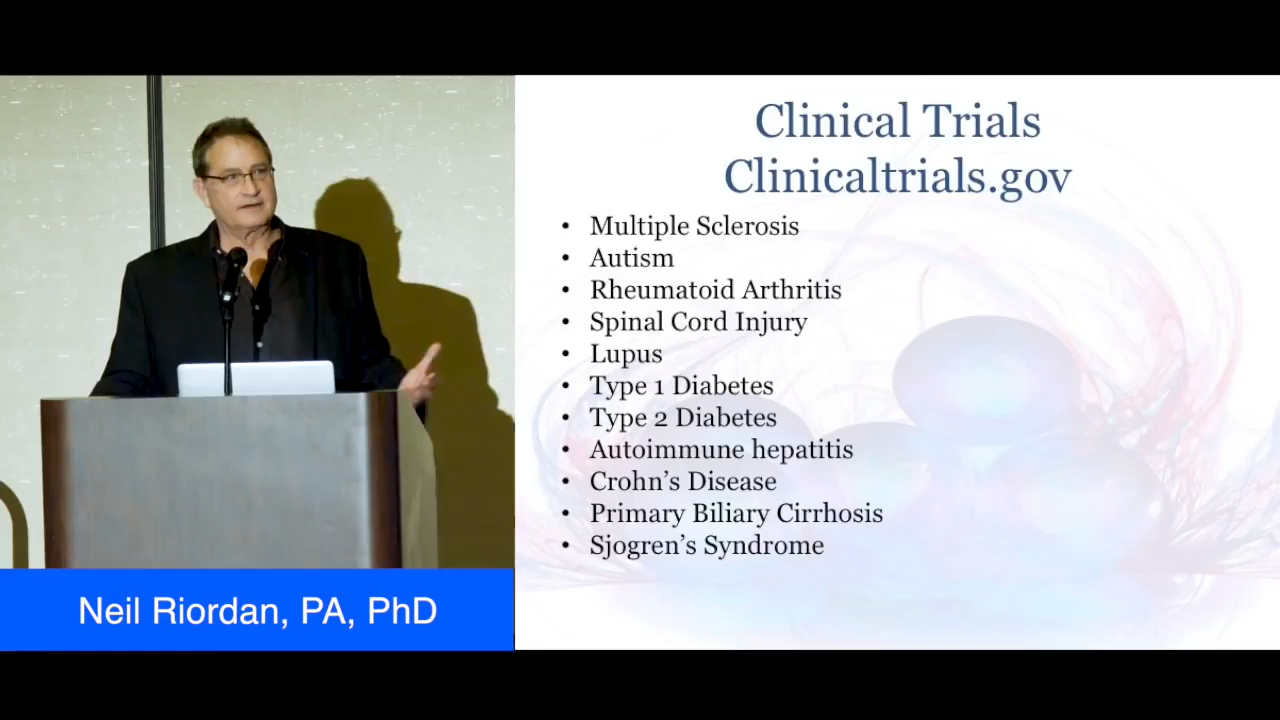 Clinical Trials
Clinicaltrials.gov
• Multiple Sclerosis
• Autism
• Rheumatoid Arthritis
• Spinal Cord Injury
• Lupus
• Type 1 Diabetes
• Type 2 Diabetes
• Autoimmune hepatitis
• Crohn’s Disease
• Primary Biliary Cirrhosis
• Sjogren’s Syndrome
Neil Riordan, PA, PhD